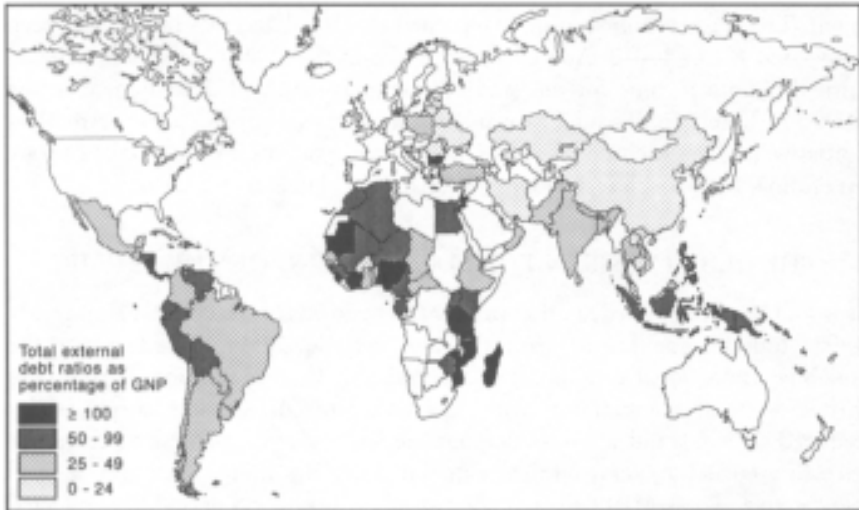 Total external
debt ratios as
percentage of GNP
≥ 100
50 - 99
25 - 49
0 - 24